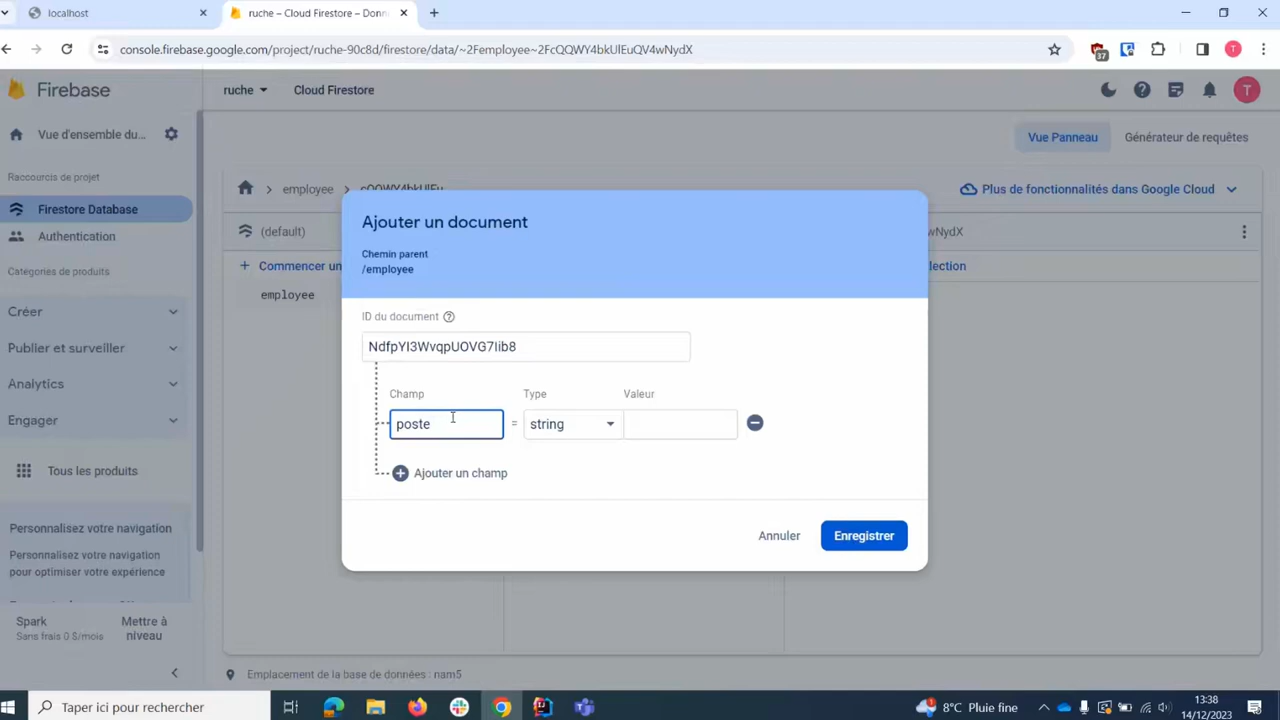 localhost
ruche – Cloud Firestore – Donn
console.firebase.google.com/project/ruche-90c8d/firestore/data/~2Femployee~2FcQQWY4bkUlEuQV4wNydX
37
T
Firebase
ruche
Cloud Firestore
T
Vue d'ensemble du...
Vue Panneau
Générateur de requêtes
Raccourcis de projet
employee
cQQWY4bkUlEu
Plus de fonctionnalités dans Google Cloud
Firestore Database
Authentication
(default)
wNydX
Catégories de produits
Commencer un
lection
employee
Créer
Publier et surveiller
Analytics
Engager
Tous les produits
Ajouter un document
Chemin parent
/employee
ID du document
NdfpYI3WvqpUOVG7Iib8
Champ
Type
Valeur
poste
=
string
Ajouter un champ
Annuler
Enregistrer
Personnalisez votre navigation
Personnalisez votre navigation
pour optimiser votre expérience
Spark
Sans frais 0 $/mois
Mettre à
niveau
Emplacement de la base de données : nam5
Taper ici pour rechercher
8°C Pluie fine
13:38
14/12/2023